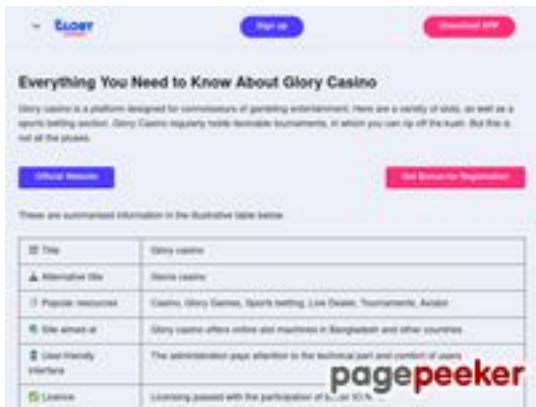 GLORY
Sign up
Download APP
Everything You Need to Know About Glory Casino
Glory casino is a platform designed for connoisseurs of gambling entertainment. Here are a variety of slots, as well as a
sports betting section. Glory Casino regularly holds favorable tournaments, in which you can rip off the kush. But this is
not all the pluses.
Official Website
Get Bonus for Registration
These are summarised information in the illustrative table below.
Title
Glory casino
Alternative title
Gloria casino
Popular resources
Casino, Glory Games, Sports betting, Live Dealer, Tournaments, Aviator
Site aimed at
Glory casino offers online slot machines in Bangladesh and other countries
User-friendly
interface
The administration pays attention to the technical part and comfort of users
Licence
Licensing passed with the participation of
pagepeeker